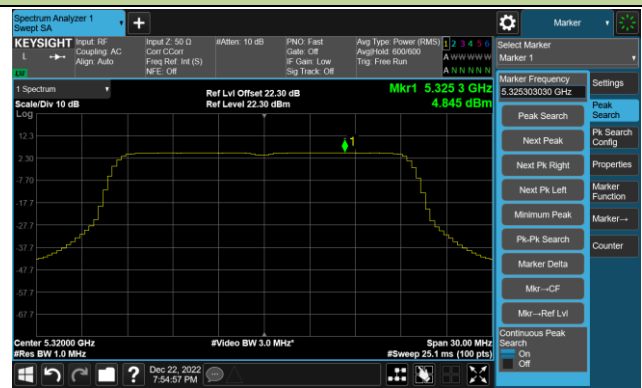 Spectrum Analyzer 1
Swept SA
Marker
KEYSIGHT
L
LW
Input: RF
Coupling: AC
Align: Auto
Input Z: 50 Ω
Corr CCorr
Freq Ref: Int (S)
NFE: Off
#Atten: 10 dB
PNO: Fast
Gate: Off
IF Gain: Low
Sig Track: Off
Avg Type: Power (RMS)
Avg|Hold: 600/600
Trig: Free Run
1 2 3 4 5 6
A W W W W W
A N N N N N
Select Marker
Marker 1
1 Spectrum
Scale/Div 10 dB
Log
Ref Lvl Offset 22.30 dB
Ref Level 22.30 dBm
Mkr1 5.325 3 GHz
4.845 dBm
1
12.3
2.30
-7.70
-17.7
-27.7
-37.7
-47.7
-57.7
-67.7
Center 5.32000 GHz
#Res BW 1.0 MHz
#Video BW 3.0 MHz*
Span 30.00 MHz
#Sweep 25.1 ms (100 pts)
Marker Frequency
5.325303030 GHz
Peak Search
Next Peak
Next Pk Right
Next Pk Left
Minimum Peak
Pk-Pk Search
Marker Delta
Mkr→CF
Mkr→Ref Lvl
Continuous Peak
Search
On
Off
Settings
Peak
Search
Pk Search
Config
Properties
Marker
Function
Marker→
Counter
?
Dec 22, 2022
7:54:57 PM